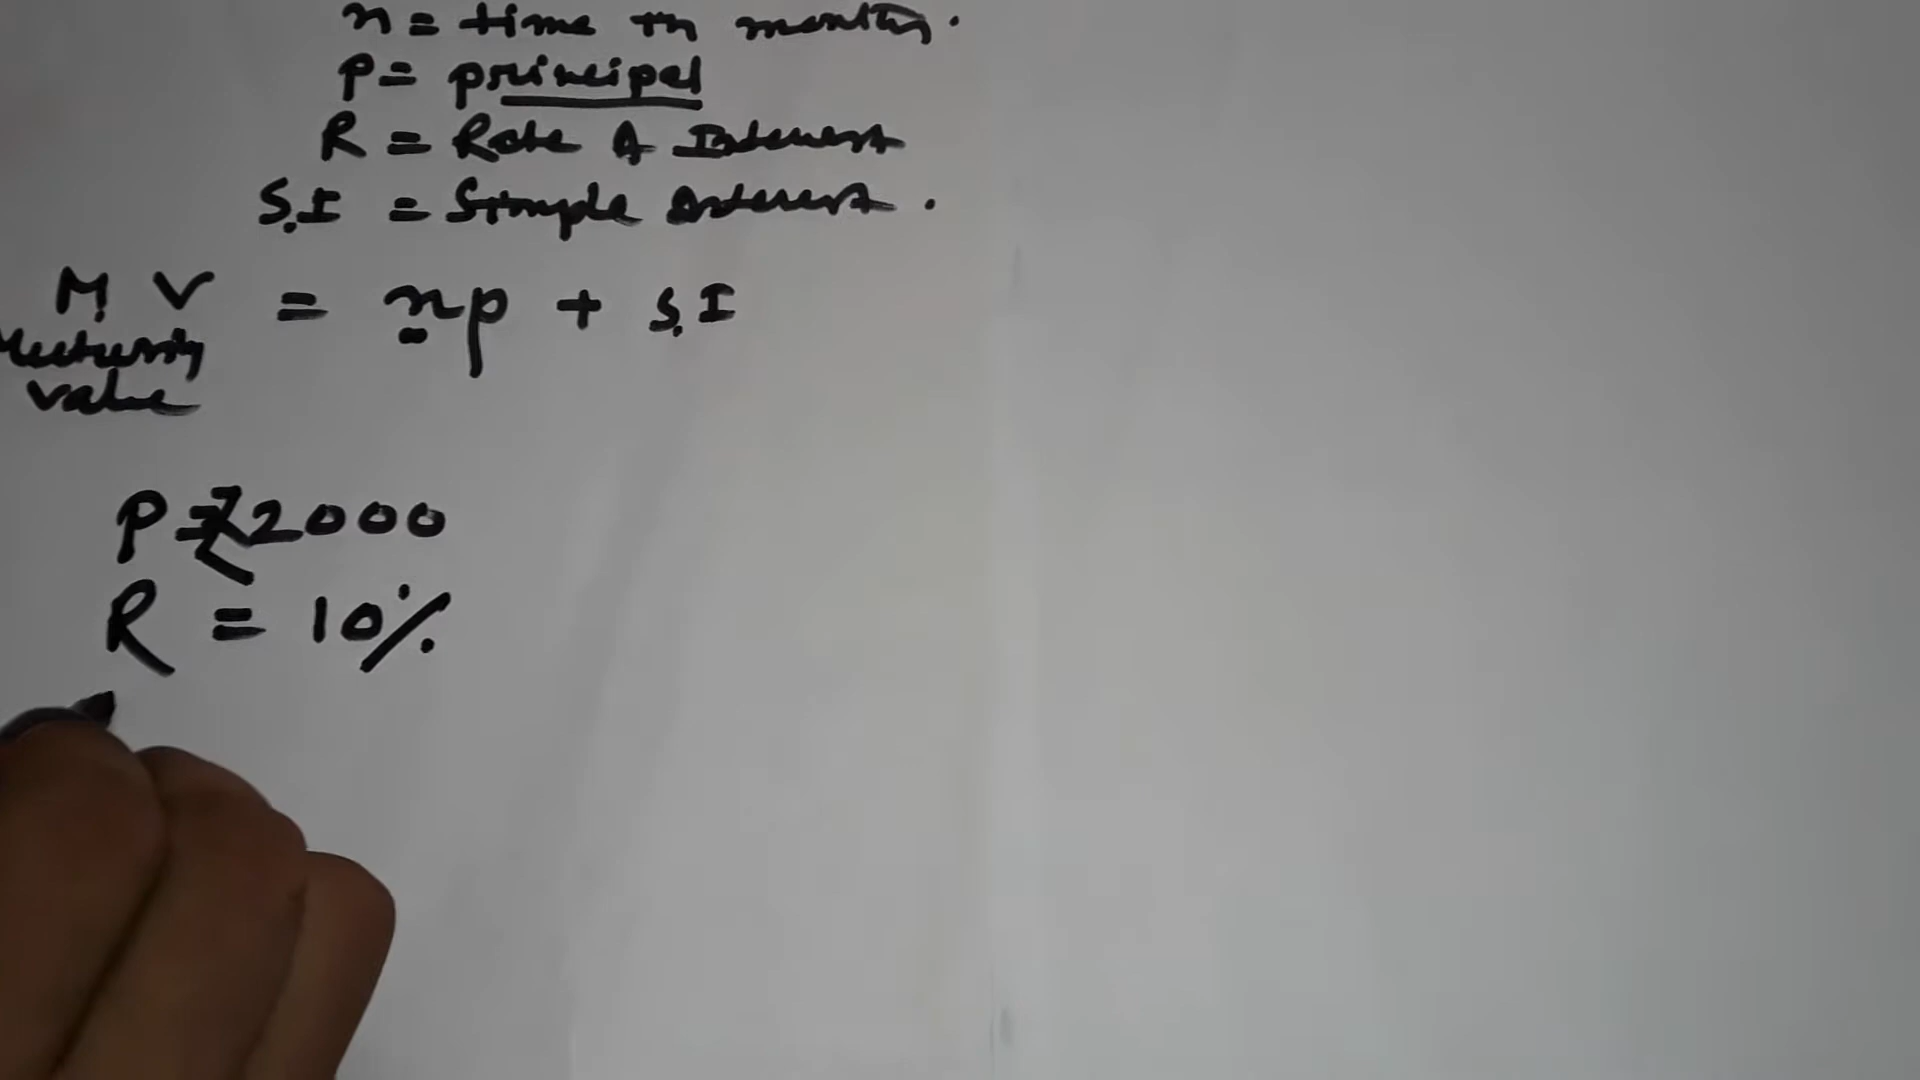 n = time in months.
P = principal
R = Rate of Interest
S.I = Simple Interest.
M.V = np + S.I
Maturity
value
P = ₹2000
R = 10%